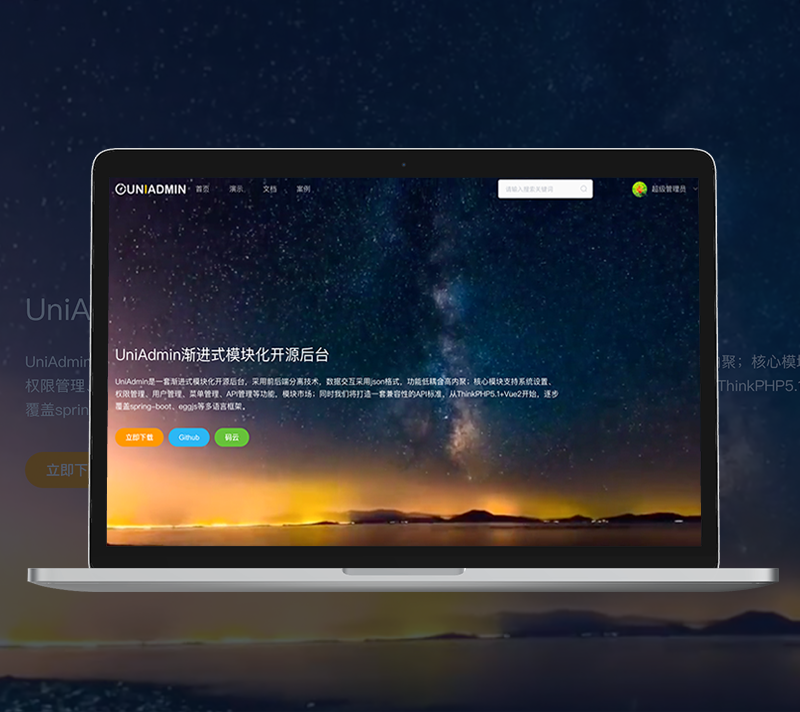 UNIADMIN 首页 演示 文档 案例 请输入搜索关键词 超级管理员
UniAdmin渐进式模块化开源后台
UniAdmin是一套渐进式模块化开源后台，采用前后端分离技术，数据交互采用json格式，功能低耦合高内聚；核心模块支持系统设置、
权限管理、用户管理、菜单管理、API管理等功能，模块市场；同时我们将打造一套兼容性的API标准，从ThinkPHP5.1+Vue2开始，逐步
覆盖spring-boot、eggjs等多语言框架。
立即下载 Github 码云
UniA
UniAdmin
聚；核心模
权限管理、
ThinkPHP5.1
覆盖sprin
立即下